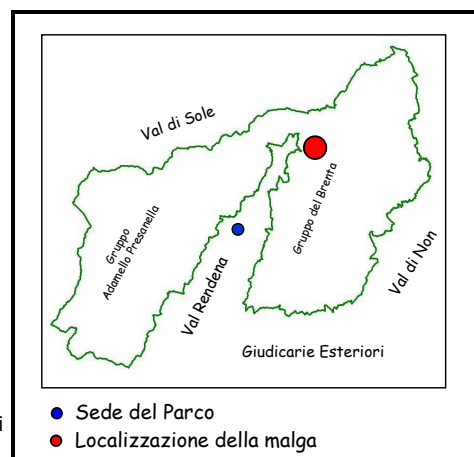 Val di Sole
Gruppo
Adamello Presanella
Gruppo del Brenta
Val Rendena
Val di Non
Giudicarie Esteriori
i
Sede del Parco
Localizzazione della malga